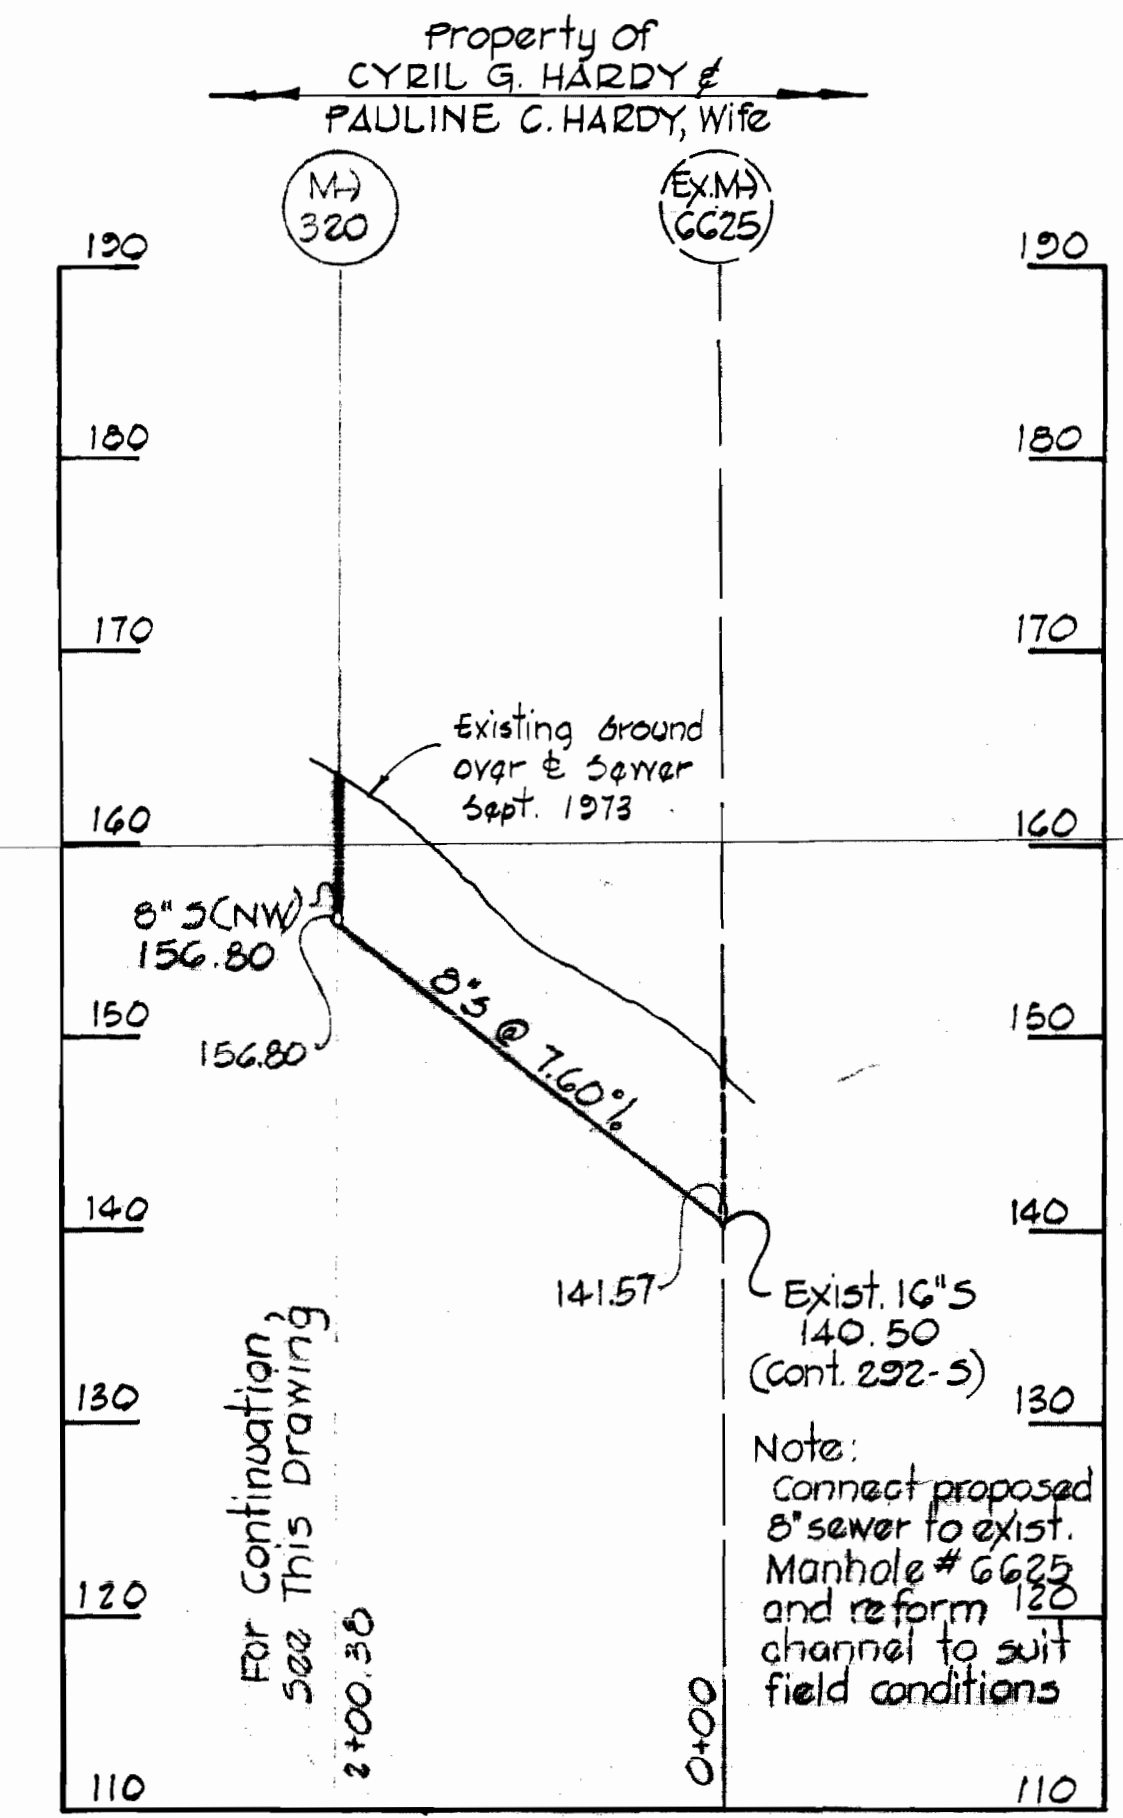 Property of
CYRIL G. HARDY &
PAULINE C. HARDY, Wife
MH
320
EX.MH
6625
190
190
180
180
170
170
Existing Ground
over ℄ Sewer
Sept. 1973
160
160
8" S(NW)
156.80
150
150
156.80
8"S @ 7.60%
140
140
141.57
Exist. 16"S
140.50
(Cont. 292-S)
130
130
For Continuation,
See This Drawing
Note:
Connect proposed
8" sewer to exist.
Manhole # 6625
and reform
channel to suit
field conditions
120
120
2+00.38
0+00
110
110